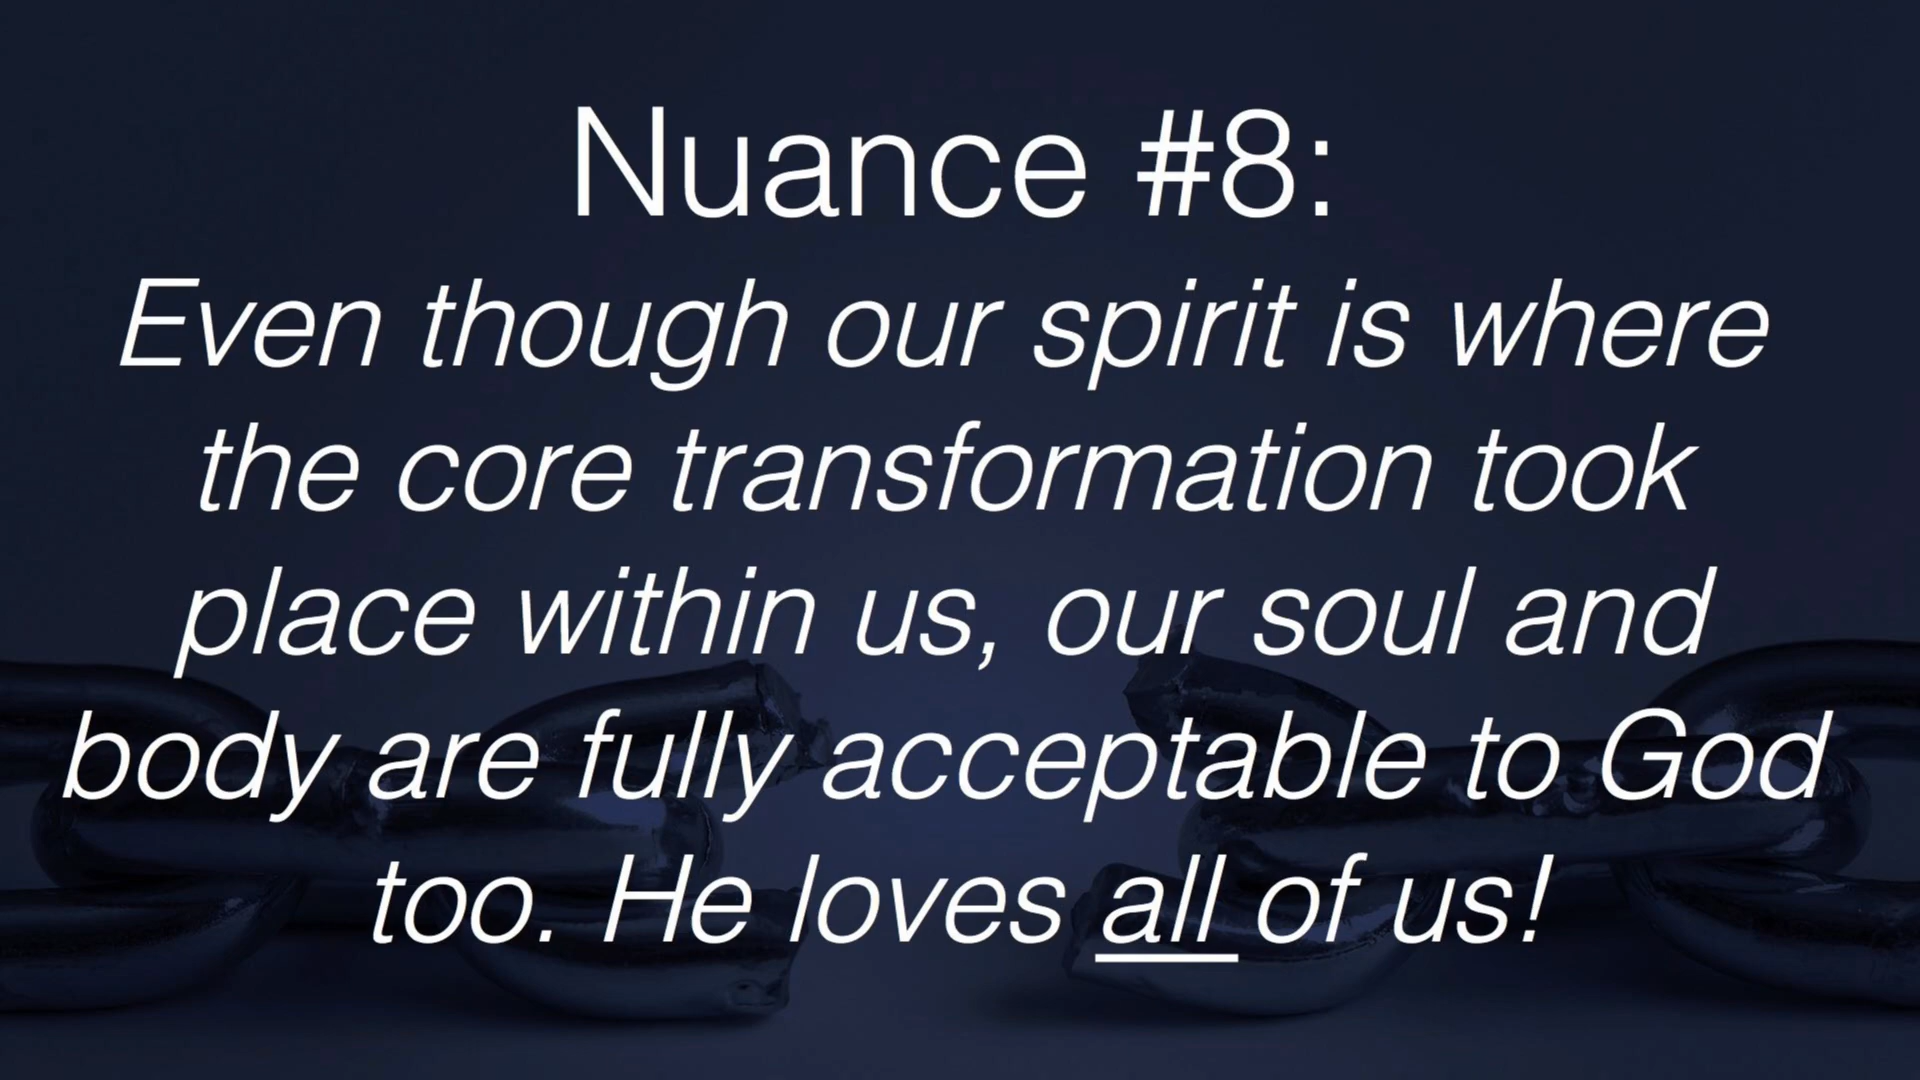 Nuance #8:
Even though our spirit is where
the core transformation took
place within us, our soul and
body are fully acceptable to God
too. He loves all of us!